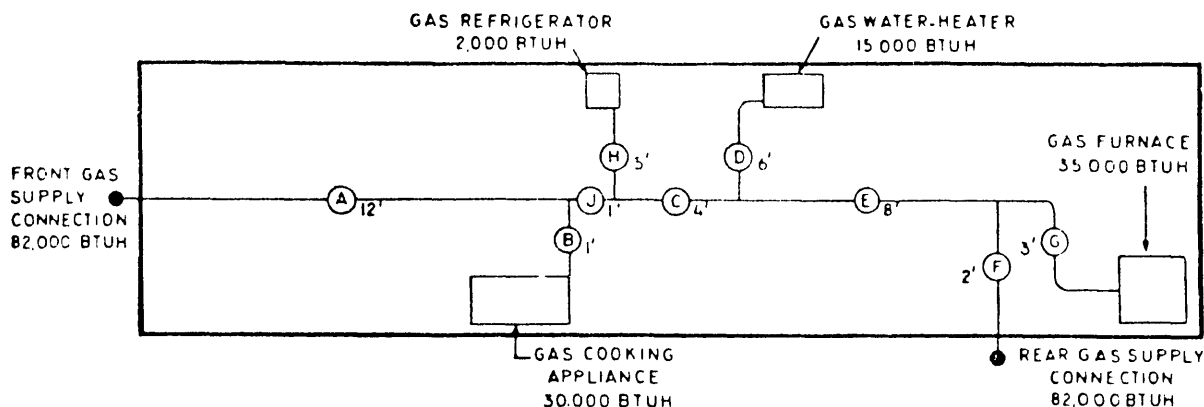 GAS REFRIGERATOR
2,000 BTUH
GAS WATER-HEATER
15 000 BTUH
GAS FURNACE
35 000 BTUH
FRONT GAS
SUPPLY
CONNECTION
82,000 BTUH
H 3'
D 6'
A 12'
J 1'
C 4'
E 8'
B 1'
3' G
2' F
GAS COOKING
APPLIANCE
30.000 BTUH
REAR GAS SUPPLY
CONNECTION
82,000 BTUH